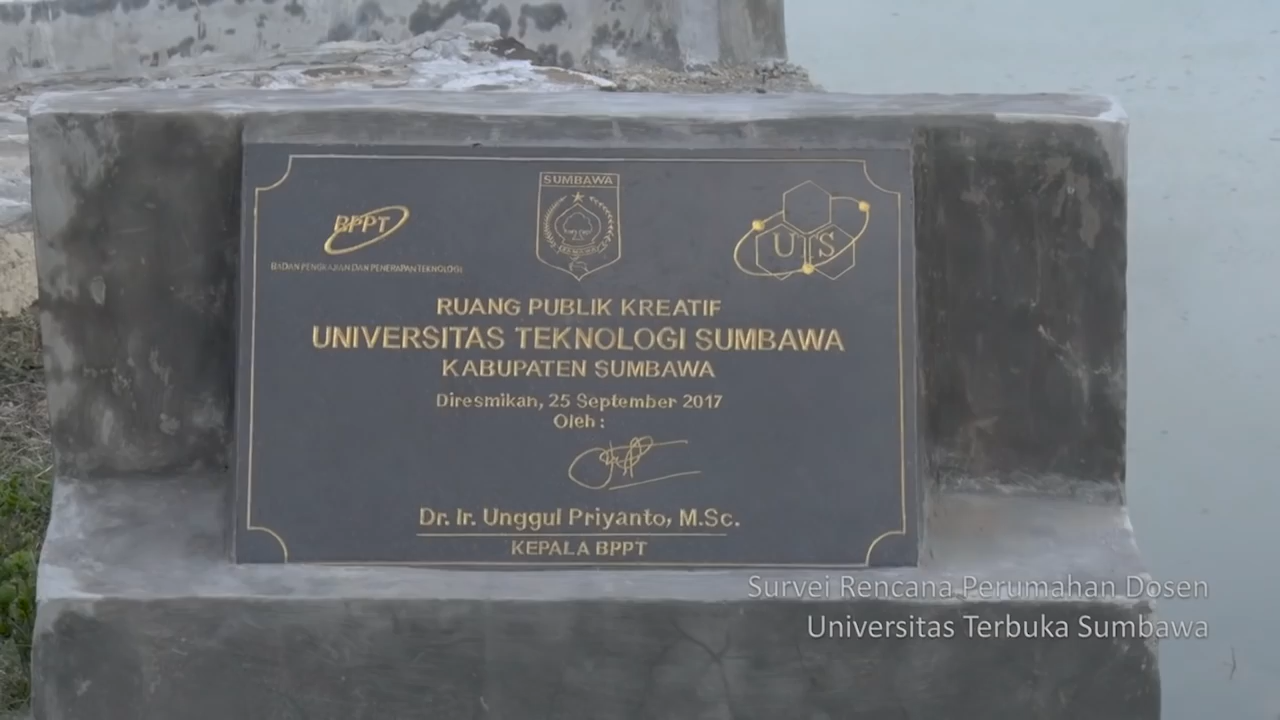 SUMBAWA
BPPT
BADAN PENGKAJIAN DAN PENERAPAN TEKNOLOGI
UTS
RUANG PUBLIK KREATIF
UNIVERSITAS TEKNOLOGI SUMBAWA
KABUPATEN SUMBAWA
Diresmikan, 25 September 2017
Oleh :
Dr. Ir. Unggul Priyanto, M.Sc.
KEPALA BPPT
Survei Rencana Perumahan Dosen
Universitas Terbuka Sumbawa